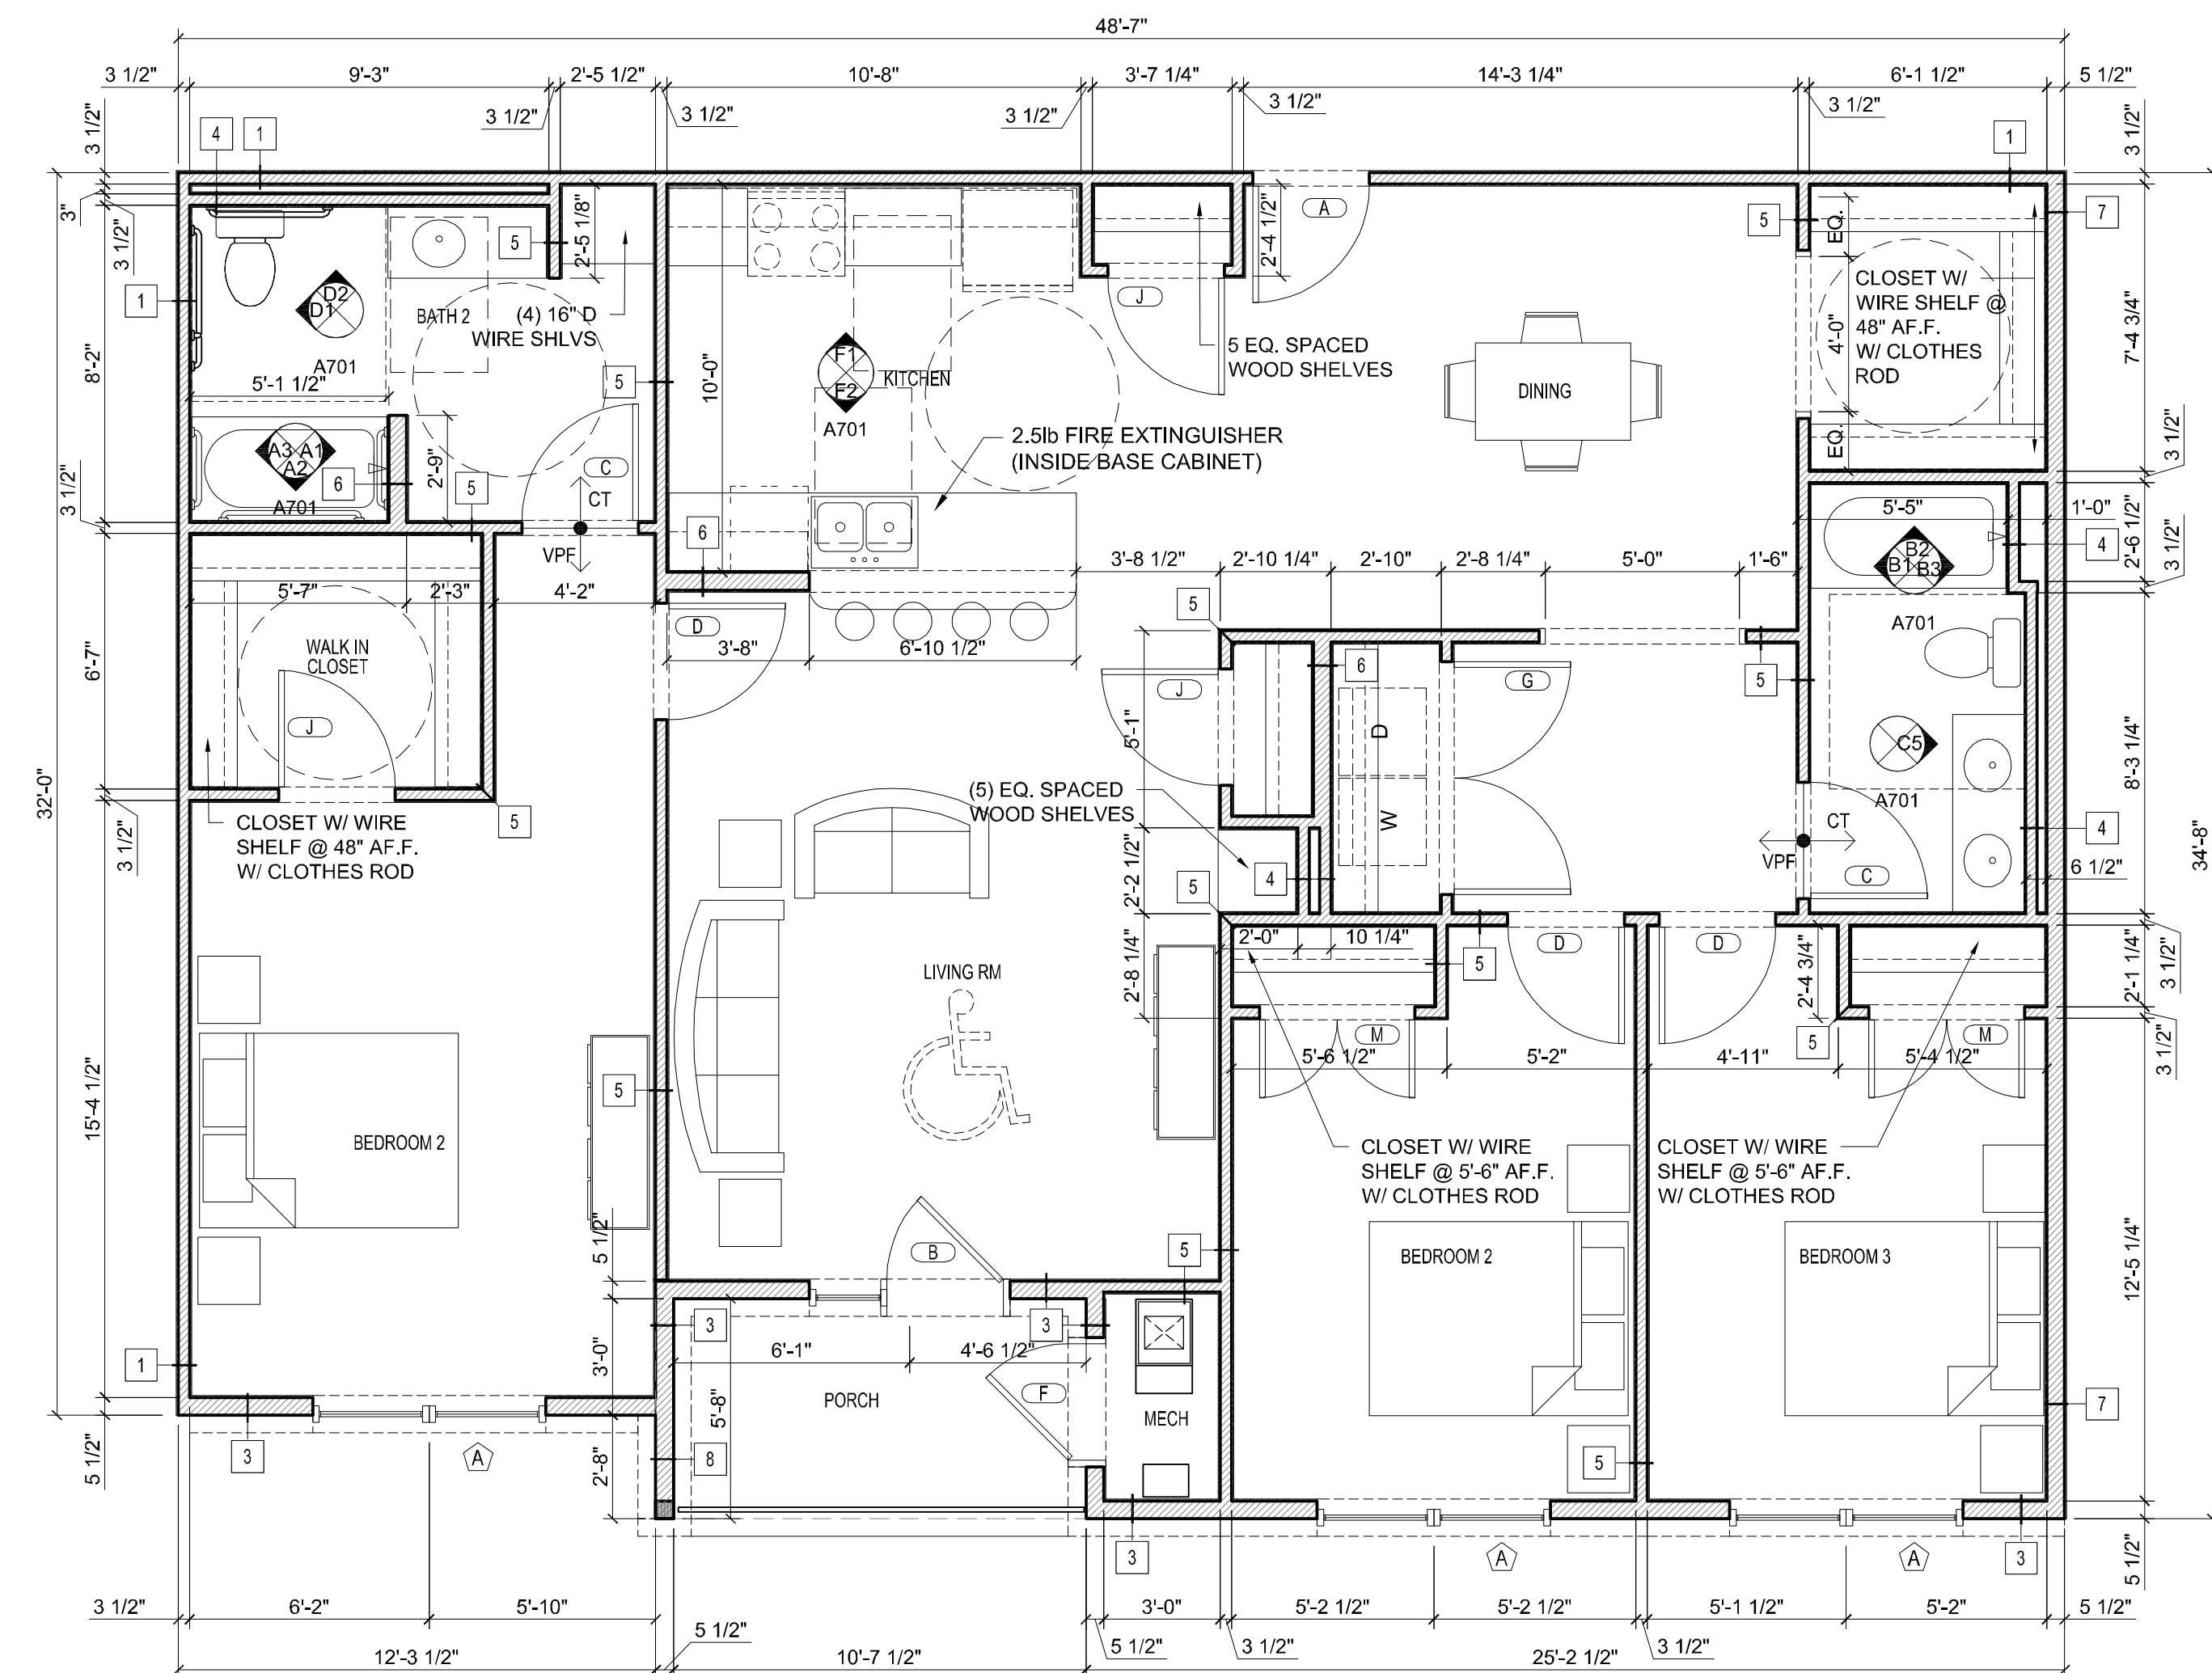 48'-7"
3 1/2"
9'-3"
2'-5 1/2"
10'-8"
3'-7 1/4"
14'-3 1/4"
6'-1 1/2"
5 1/2"
3 1/2"
3 1/2"
3 1/2"
3 1/2"
3 1/2"
3 1/2"
3 1/2"
4
1
1
A
5
7
3"
3 1/2"
5
2'-5 1/8"
2'-4 1/2"
EQ.
1
D2
D1
BATH 2
(4) 16" D
WIRE SHLVS
J
CLOSET W/
WIRE SHELF @
48" AF.F.
W/ CLOTHES
ROD
4'-0"
7'-4 3/4"
8'-2"
A701
5'-1 1/2"
5
10'-0"
F1
F2
KITCHEN
A701
5 EQ. SPACED
WOOD SHELVES
DINING
EQ.
3 1/2"
A3 A1
A2
A701
6
2'-9"
5
C
CT
VPF
2.5lb FIRE EXTINGUISHER
(INSIDE BASE CABINET)
3 1/2"
6
5'-5"
1'-0"
B2
B1 B3
4
2'-6 1/2"
3 1/2"
3'-8 1/2"
2'-10 1/4"
2'-10"
2'-8 1/4"
5'-0"
1'-6"
5'-7"
2'-3"
4'-2"
5
A701
WALK IN
CLOSET
D
3'-8"
6'-10 1/2"
6'-7"
J
J
6
G
5
D
W
5'-1"
C5
A701
8'-3 1/4"
32'-0"
34'-8"
3 1/2"
CLOSET W/ WIRE
SHELF @ 48" AF.F.
W/ CLOTHES ROD
5
(5) EQ. SPACED
WOOD SHELVES
CT
VPF
C
4
6 1/2"
2'-2 1/2"
5
4
2'-0"
10 1/4"
5
D
D
2'-8 1/4"
2'-4 3/4"
2'-1 1/4"
3 1/2"
LIVING RM
M
5
M
3 1/2"
5'-6 1/2"
5'-2"
4'-11"
5'-4 1/2"
15'-4 1/2"
5
BEDROOM 2
CLOSET W/ WIRE
SHELF @ 5'-6" AF.F.
W/ CLOTHES ROD
CLOSET W/ WIRE
SHELF @ 5'-6" AF.F.
W/ CLOTHES ROD
5 1/2"
B
5
BEDROOM 2
BEDROOM 3
12'-5 1/4"
1
3
3
3'-0"
6'-1"
4'-6 1/2"
PORCH
5'-8"
F
MECH
7
3
A
5 1/2"
2'-8"
8
5
3
A
A
3
5 1/2"
3 1/2"
6'-2"
5'-10"
3'-0"
5'-2 1/2"
5'-2 1/2"
5'-1 1/2"
5'-2"
5 1/2"
5 1/2"
5 1/2"
3 1/2"
3 1/2"
12'-3 1/2"
10'-7 1/2"
25'-2 1/2"